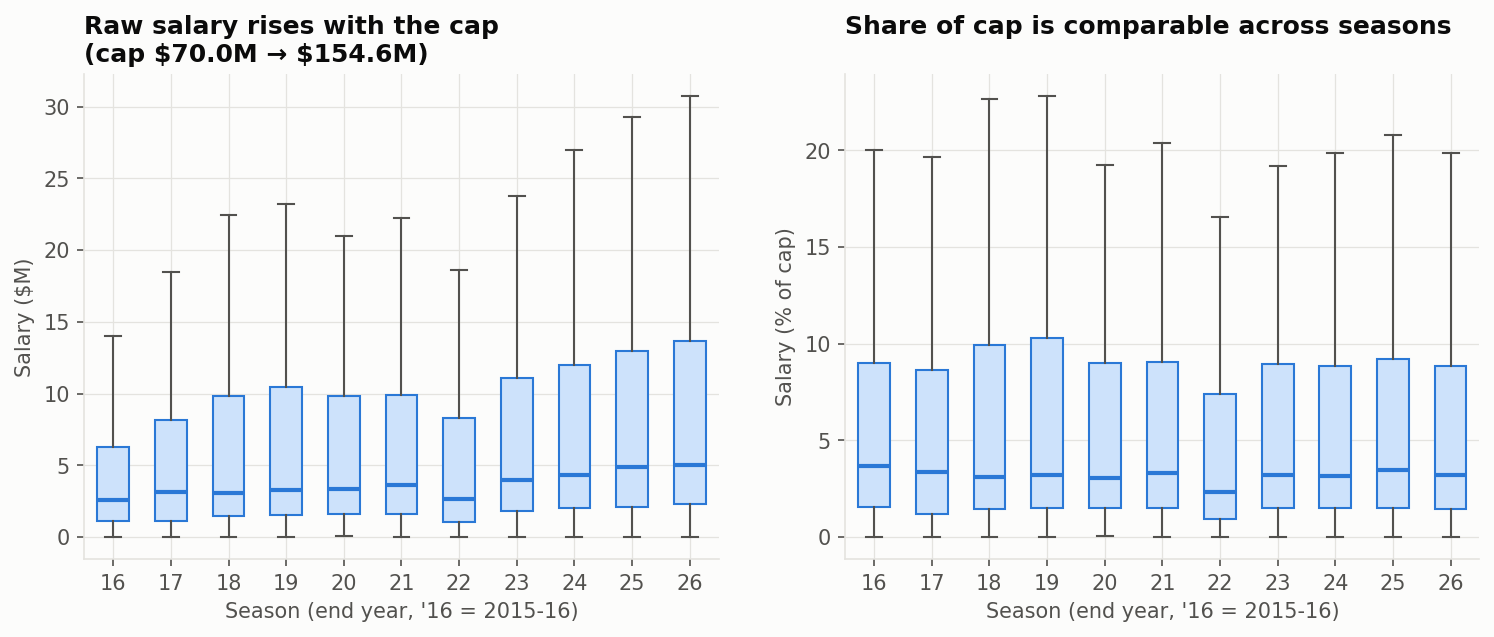 Raw salary rises with the cap
(cap $70.0M → $154.6M)
Salary ($M)
30
25
20
15
10
5
0
16 17 18 19 20 21 22 23 24 25 26
Season (end year, '16 = 2015-16)
Share of cap is comparable across seasons
Salary (% of cap)
20
15
10
5
0
16 17 18 19 20 21 22 23 24 25 26
Season (end year, '16 = 2015-16)